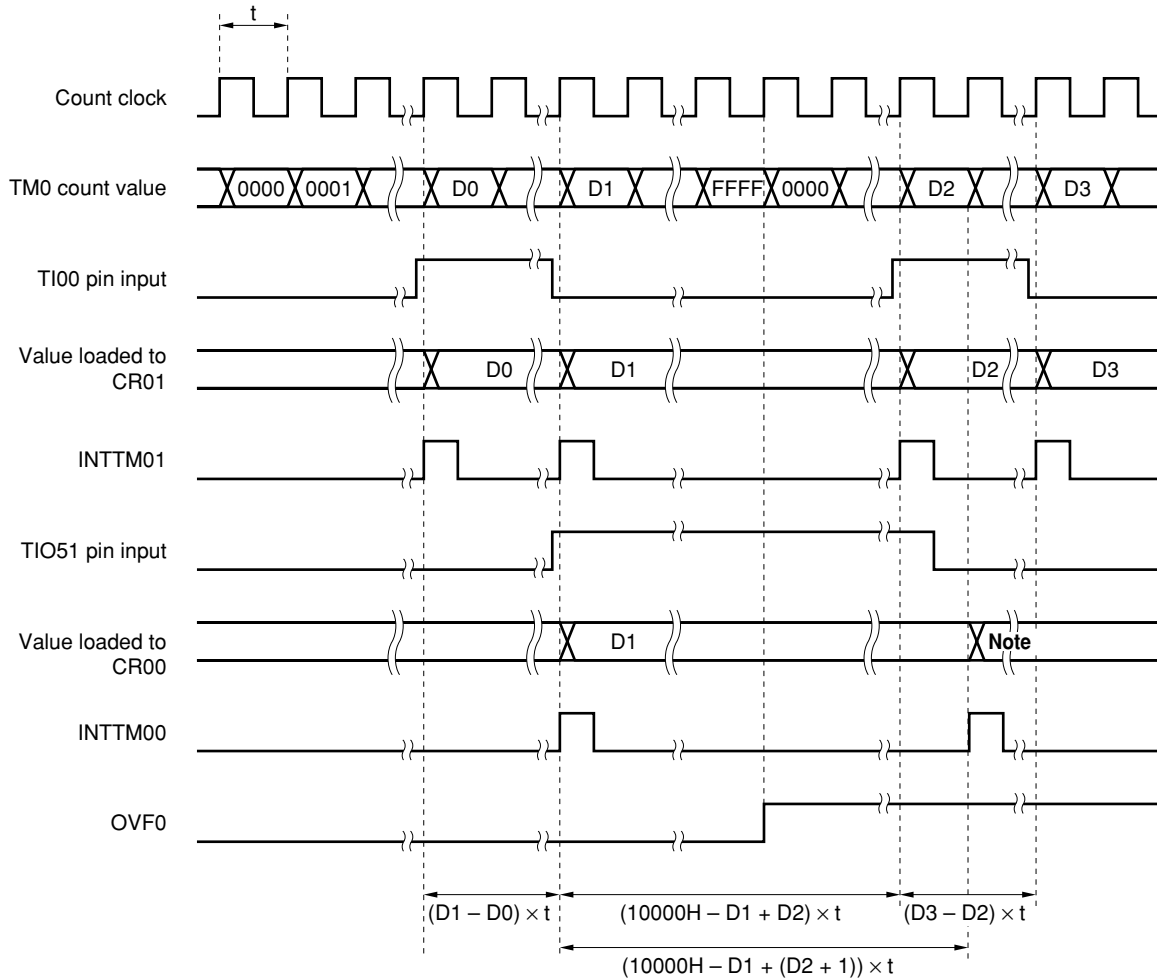 t
Count clock
TM0 count value
0000 0001 D0 D1 FFFF 0000 D2 D3
TI00 pin input
Value loaded to
CR01
D0 D1 D2 D3
INTTM01
TIO51 pin input
Value loaded to
CR00
D1 Note
INTTM00
OVF0
(D1 – D0) × t (10000H – D1 + D2) × t (D3 – D2) × t
(10000H – D1 + (D2 + 1)) × t